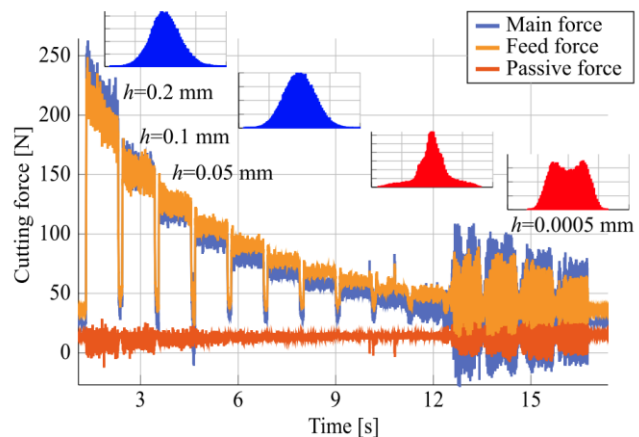 Main force
Feed force
Passive force
250
200
150
100
50
0
Cutting force [N]
h=0.2 mm
h=0.1 mm
h=0.05 mm
h=0.0005 mm
3
6
9
12
15
Time [s]